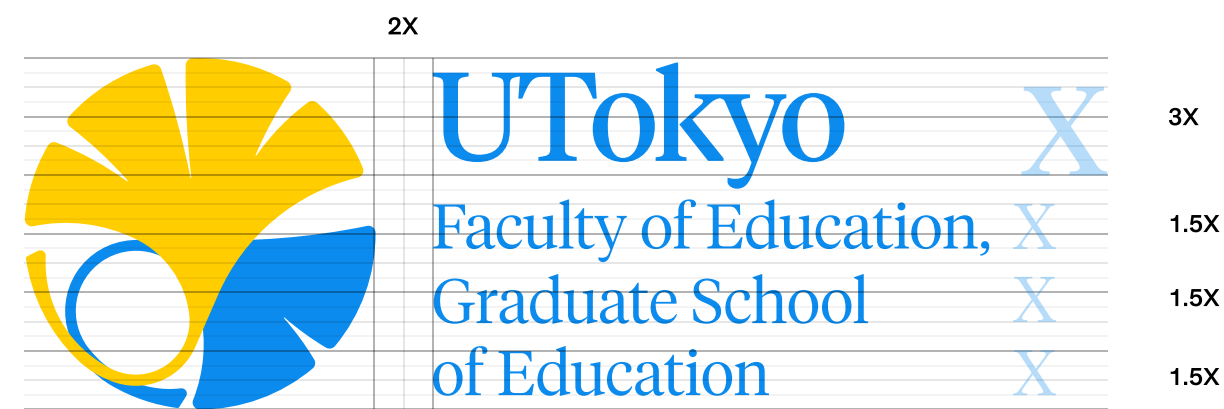 2X
UTokyo
X
3X
Faculty of Education,
X
1.5X
Graduate School
X
1.5X
of Education
X
1.5X